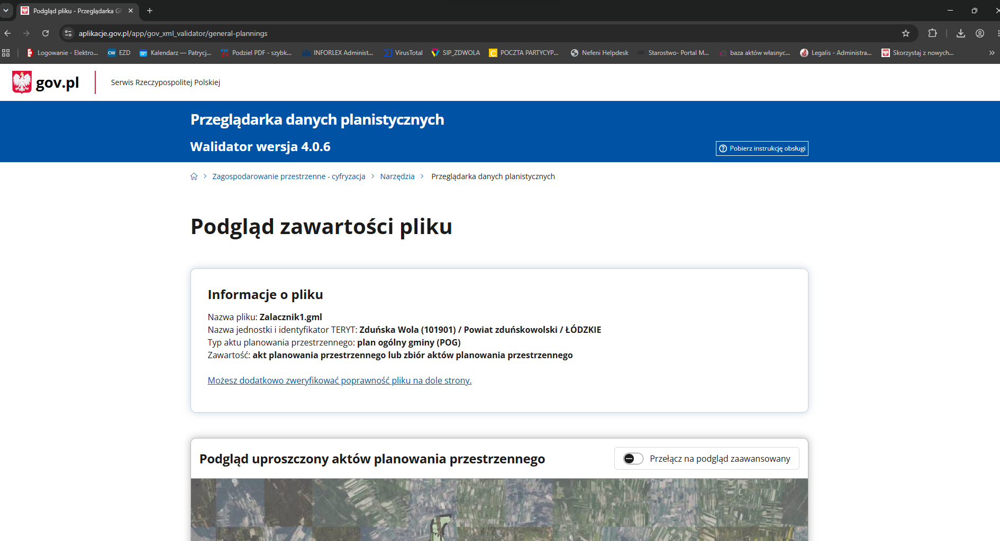 Podgląd pliku - Przeglądarka G
aplikacje.gov.pl/app/gov_xml_validator/general-plannings
Logowanie - Elektro... CW EZD Kalendarz — Patrycj... PDF 24 Podziel PDF - szybk... INFORLEX Administ... VirusTotal SIP_ZDWOLA C POCZTA PARTYCYP... Nefeni Helpdesk GK Starostwo- Portal M... baza aktów własnyc... Legalis - Administra... Skorzystaj z nowych...
gov.pl Serwis Rzeczypospolitej Polskiej
Przeglądarka danych planistycznych
Walidator wersja 4.0.6
Pobierz instrukcję obsługi
Zagospodarowanie przestrzenne - cyfryzacja Narzędzia Przeglądarka danych planistycznych
Podgląd zawartości pliku
Informacje o pliku
Nazwa pliku: Zalacznik1.gml
Nazwa jednostki i identyfikator TERYT: Zduńska Wola (101901) / Powiat zduńskowolski / ŁÓDZKIE
Typ aktu planowania przestrzennego: plan ogólny gminy (POG)
Zawartość: akt planowania przestrzennego lub zbiór aktów planowania przestrzennego
Możesz dodatkowo zweryfikować poprawność pliku na dole strony.
Podgląd uproszczony aktów planowania przestrzennego
Przełącz na podgląd zaawansowany